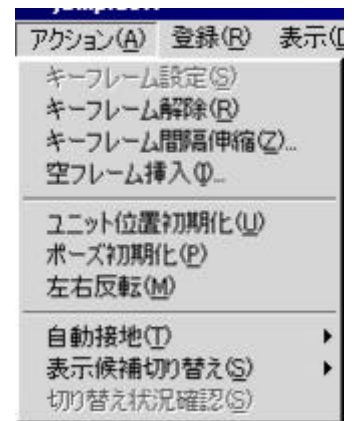 アクション(A) 登録(R) 表示(
キーフレーム設定(S)
キーフレーム解除(R)
キーフレーム間隔伸縮(Z)...
空フレーム挿入(I)...
ユニット位置初期化(U)
ポーズ初期化(P)
左右反転(M)
自動接地(T)
表示候補切り替え(S)
切り替え状況確認(S)